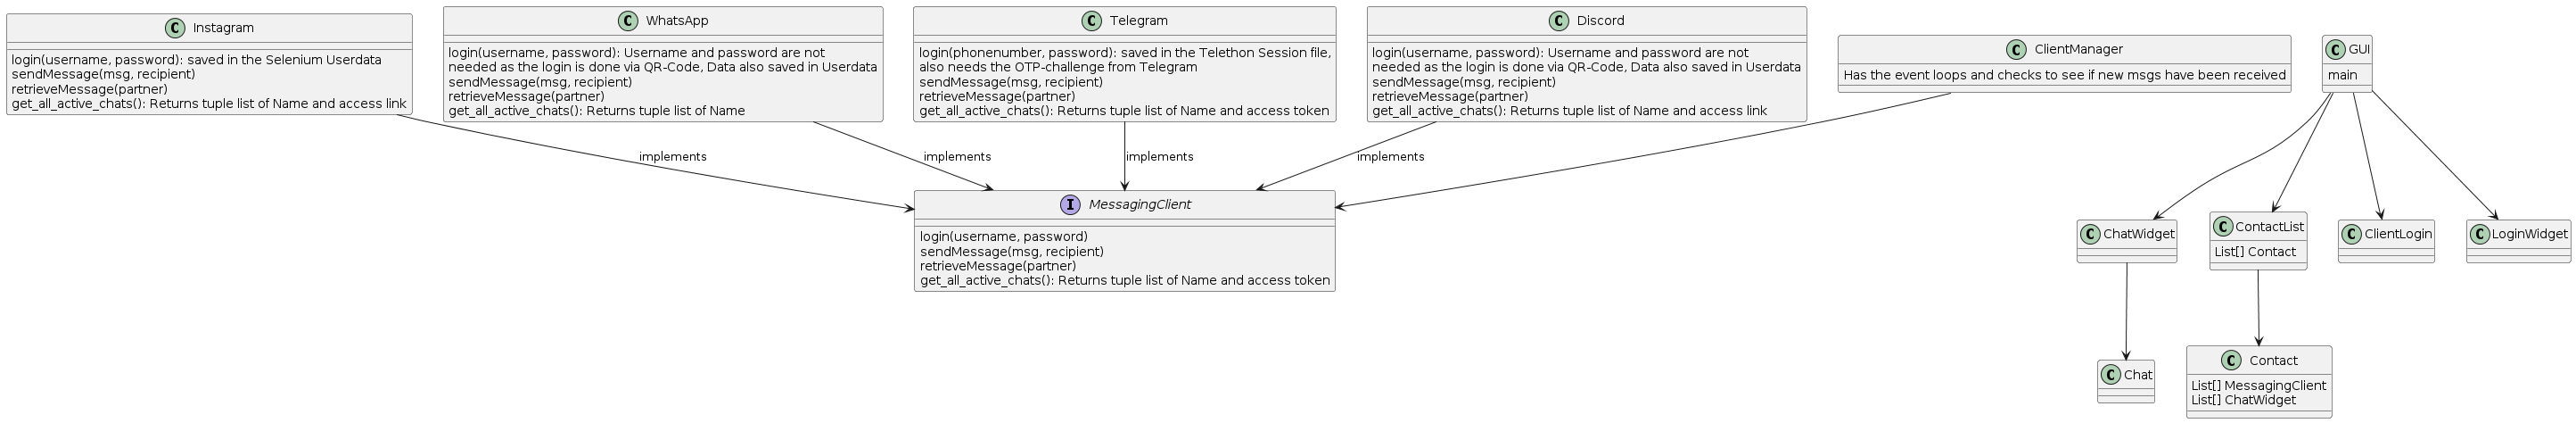 C Instagram
login(username, password): saved in the Selenium Userdata
sendMessage(msg, recipient)
retrieveMessage(partner)
get_all_active_chats(): Returns tuple list of Name and access link
C WhatsApp
login(username, password): Username and password are not
needed as the login is done via QR-Code, Data also saved in Userdata
sendMessage(msg, recipient)
retrieveMessage(partner)
get_all_active_chats(): Returns tuple list of Name
C Telegram
login(phonenumber, password): saved in the Telethon Session file,
also needs the OTP-challenge from Telegram
sendMessage(msg, recipient)
retrieveMessage(partner)
get_all_active_chats(): Returns tuple list of Name and access token
C Discord
login(username, password): Username and password are not
needed as the login is done via QR-Code, Data also saved in Userdata
sendMessage(msg, recipient)
retrieveMessage(partner)
get_all_active_chats(): Returns tuple list of Name and access link
C ClientManager
Has the event loops and checks to see if new msgs have been received
C GUI
main
implements
implements
implements
implements
I MessagingClient
login(username, password)
sendMessage(msg, recipient)
retrieveMessage(partner)
get_all_active_chats(): Returns tuple list of Name and access token
C ChatWidget
C ContactList
List[] Contact
C ClientLogin
C LoginWidget
C Chat
C Contact
List[] MessagingClient
List[] ChatWidget